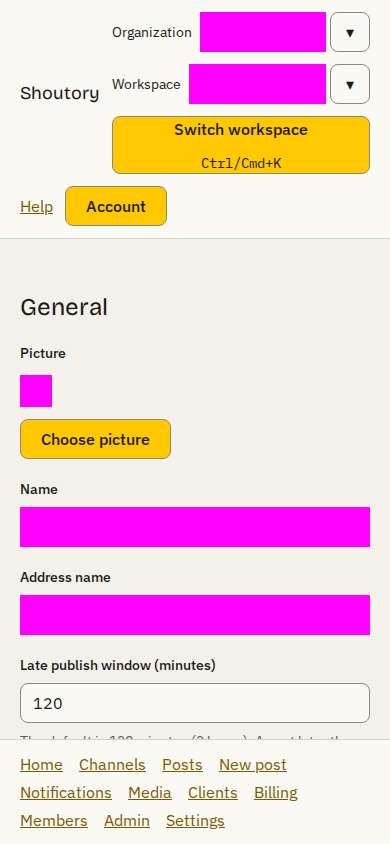 Organization
▼
Workspace
▼
Shoutory
Switch workspace
Ctrl/Cmd+K
Help
Account
General
Picture
Choose picture
Name
Address name
Late publish window (minutes)
120
Home Channels Posts New post
Notifications Media Clients Billing
Members Admin Settings